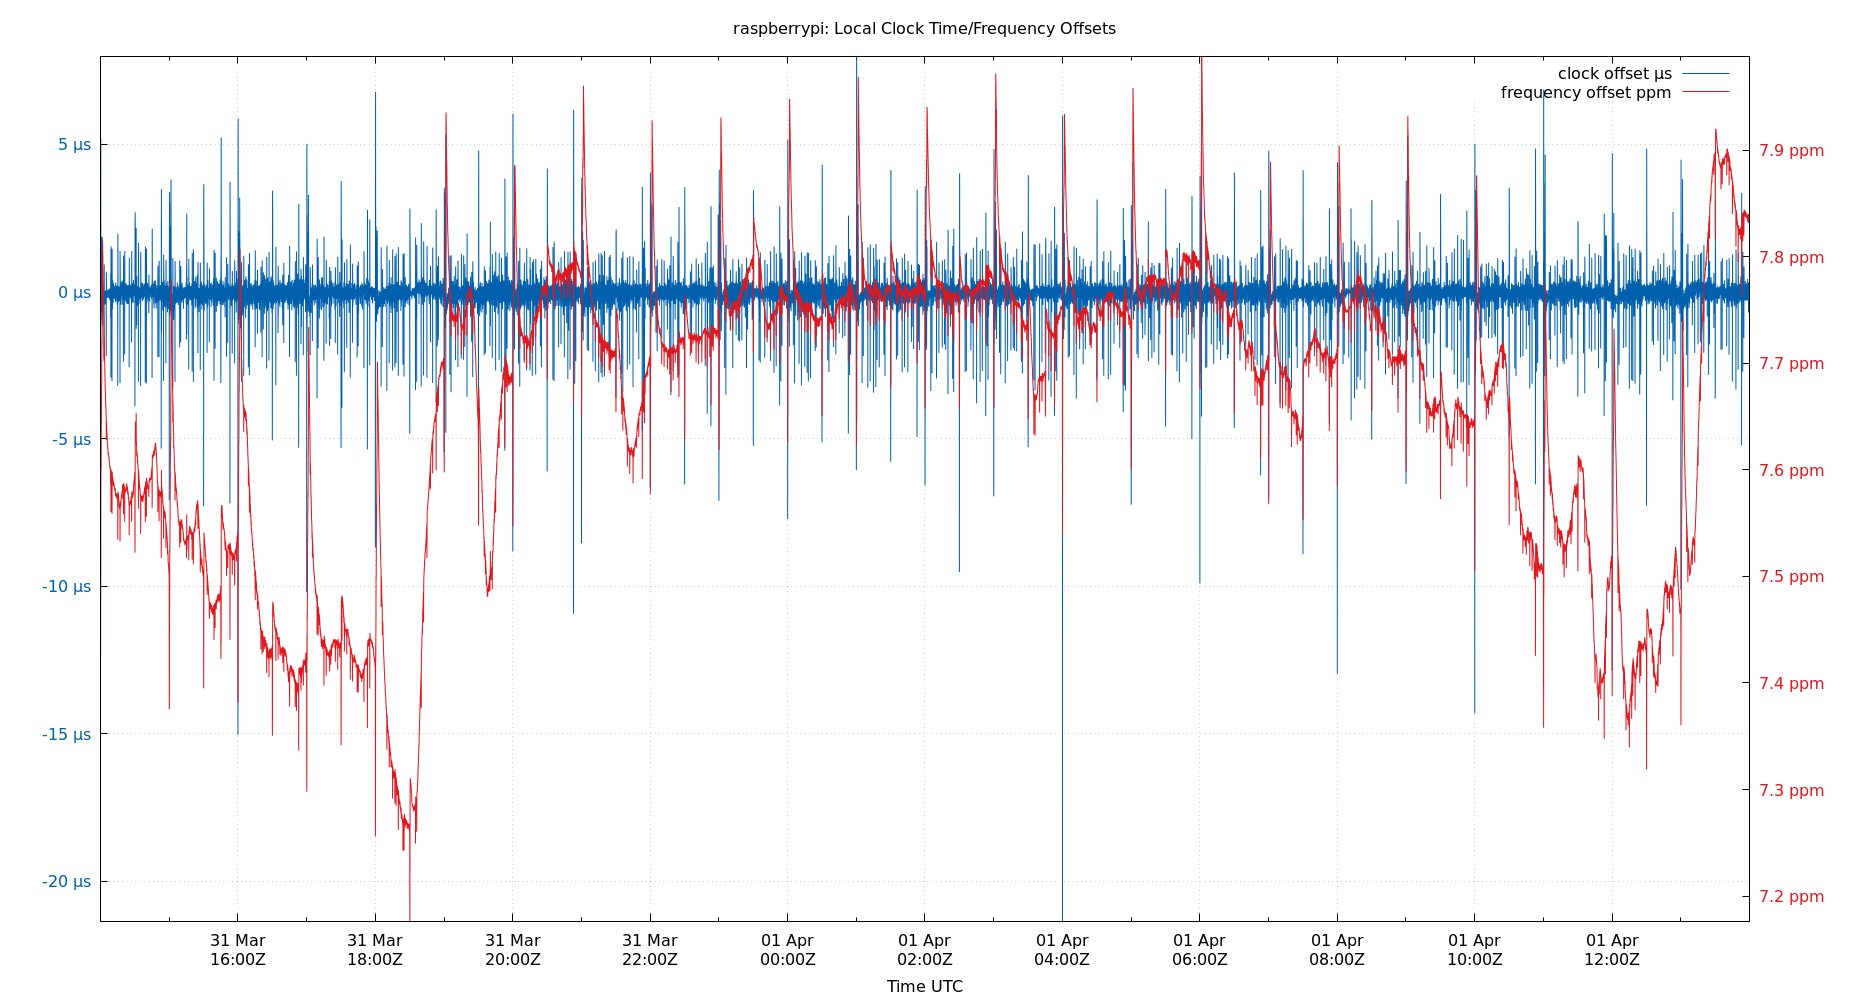 raspberrypi: Local Clock Time/Frequency Offsets
clock offset µs
frequency offset ppm
5 µs
0 µs
-5 µs
-10 µs
-15 µs
-20 µs
7.9 ppm
7.8 ppm
7.7 ppm
7.6 ppm
7.5 ppm
7.4 ppm
7.3 ppm
7.2 ppm
31 Mar
16:00Z
31 Mar
18:00Z
31 Mar
20:00Z
31 Mar
22:00Z
01 Apr
00:00Z
01 Apr
02:00Z
01 Apr
04:00Z
01 Apr
06:00Z
01 Apr
08:00Z
01 Apr
10:00Z
01 Apr
12:00Z
Time UTC